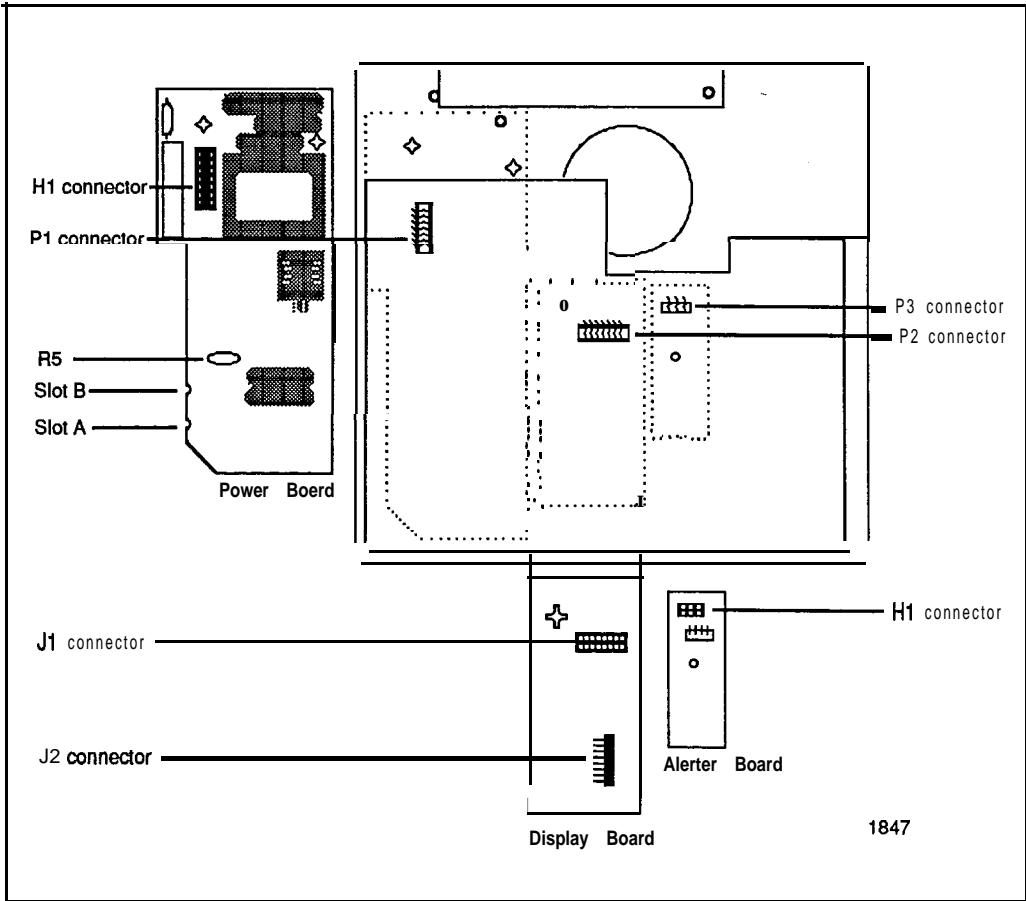 H1 connector
P1 connector
R5
Slot B
Slot A
Power Boerd
0
P3 connector
P2 connector
J1 connector
H1 connector
J2 connector
Alerter Board
Display Board
1847